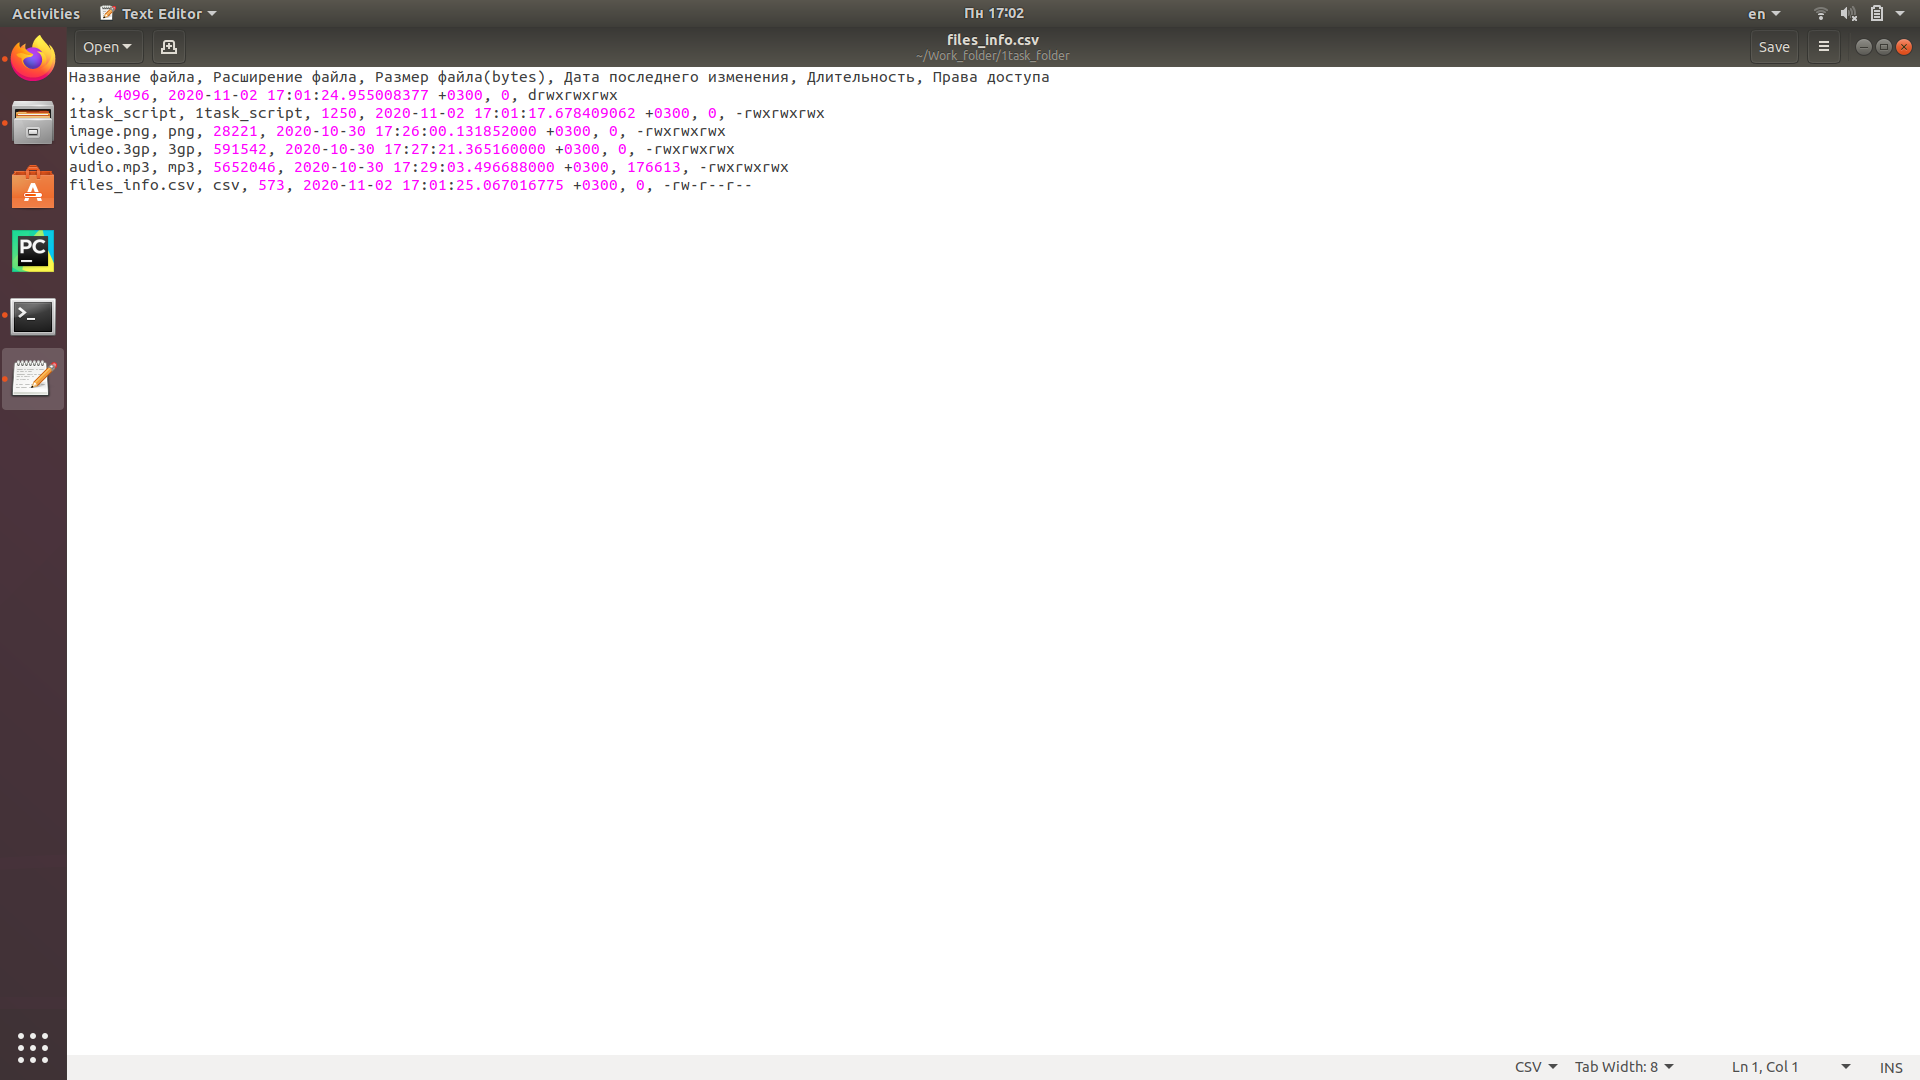 Activities Text Editor Пн 17:02 en
Open files_info.csv Save
~/Work_folder/1task_folder
Название файла, Расширение файла, Размер файла(bytes), Дата последнего изменения, Длительность, Права доступа
., , 4096, 2020-11-02 17:01:24.955008377 +0300, 0, drwxrwxrwx
1task_script, 1task_script, 1250, 2020-11-02 17:01:17.678409062 +0300, 0, -rwxrwxrwx
image.png, png, 28221, 2020-10-30 17:26:00.131852000 +0300, 0, -rwxrwxrwx
video.3gp, 3gp, 591542, 2020-10-30 17:27:21.365160000 +0300, 0, -rwxrwxrwx
audio.mp3, mp3, 5652046, 2020-10-30 17:29:03.496688000 +0300, 176613, -rwxrwxrwx
files_info.csv, csv, 573, 2020-11-02 17:01:25.067016775 +0300, 0, -rw-r--r--
PC
CSV Tab Width: 8 Ln 1, Col 1 INS